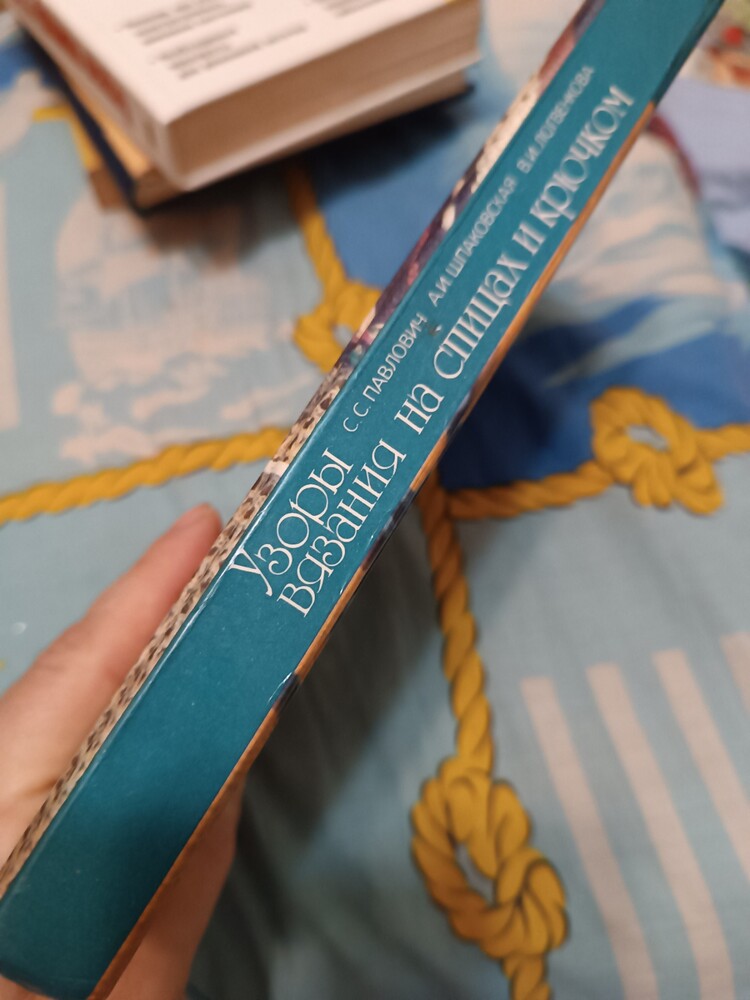 С.С. ПАВЛОВИЧ А.И. ШПАКОВСКАЯ В.И. ЛОГВЕНКОВА
Узоры
вязания на спицах и крючком